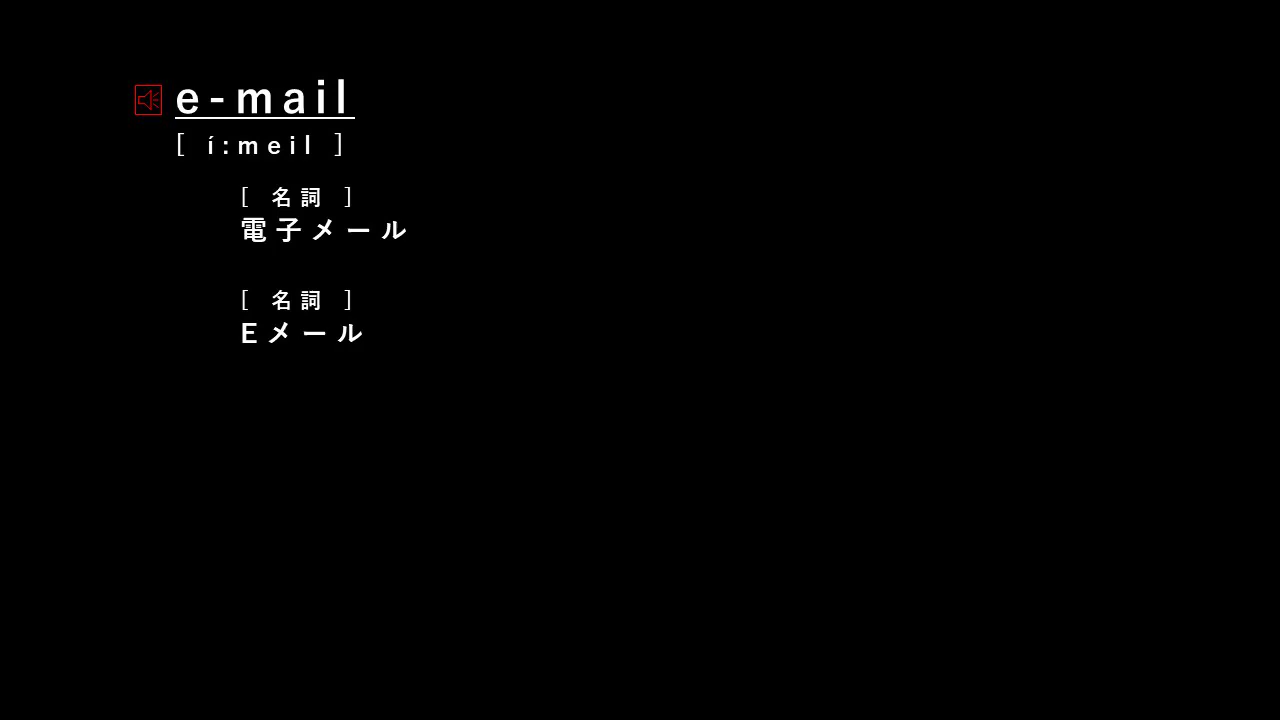 e-mail
[ í:meil ]
[ 名詞 ]
電子メール
[ 名詞 ]
Eメール